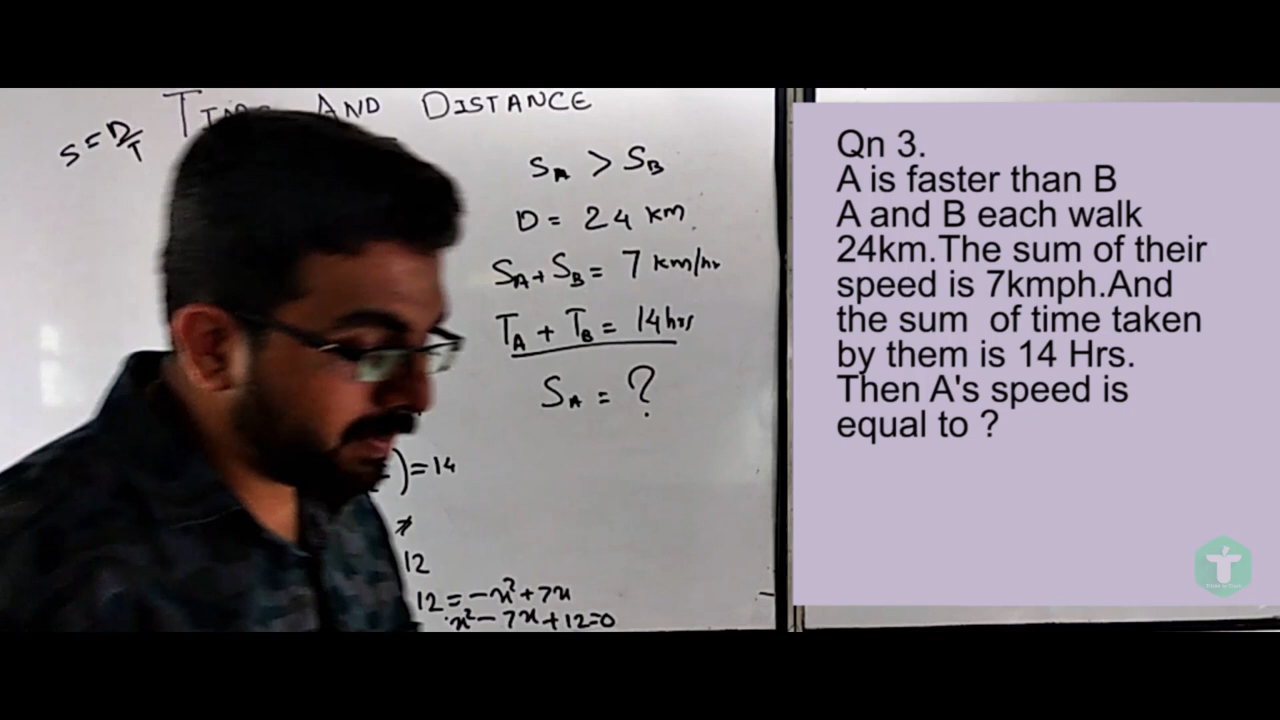 AND DISTANCE
S = D/T
S_A > S_B
D = 24 km
S_A + S_B = 7 km/hr
T_A + T_B = 14 hrs
S_A = ?
) = 14
12
12 = -x² + 7x
x² - 7x + 12 = 0
Qn 3.
A is faster than B
A and B each walk
24km.The sum of their
speed is 7kmph.And
the sum of time taken
by them is 14 Hrs.
Then A's speed is
equal to ?